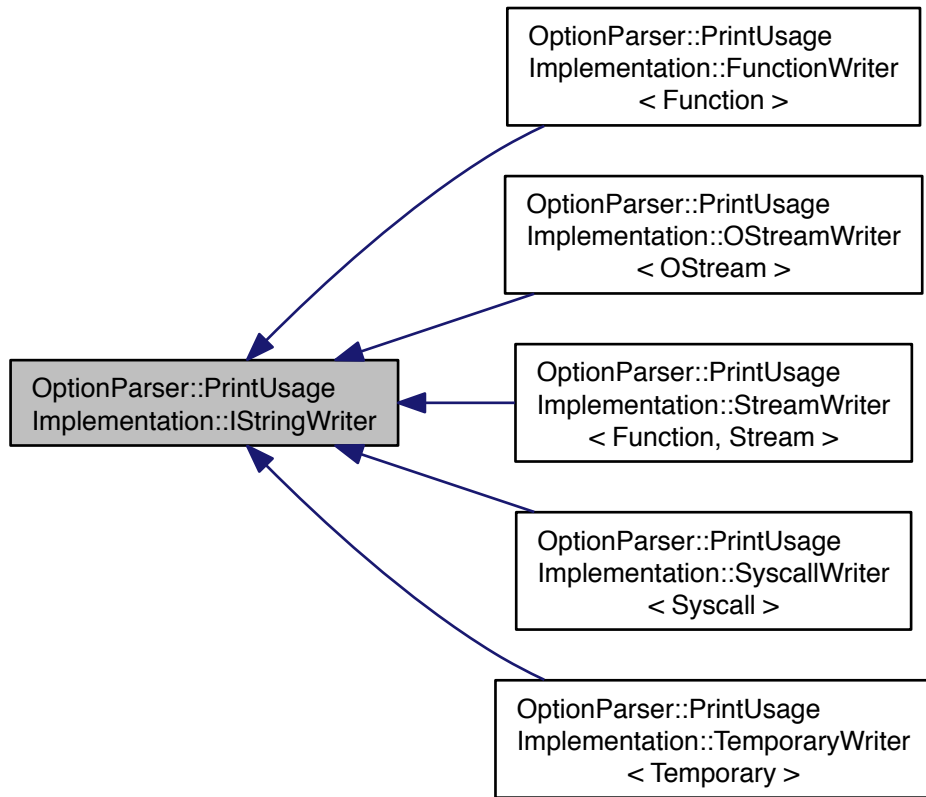 OptionParser::PrintUsage
Implementation::FunctionWriter
< Function >
OptionParser::PrintUsage
Implementation::OStreamWriter
< OStream >
OptionParser::PrintUsage
Implementation::IStringWriter
OptionParser::PrintUsage
Implementation::StreamWriter
< Function, Stream >
OptionParser::PrintUsage
Implementation::SyscallWriter
< Syscall >
OptionParser::PrintUsage
Implementation::TemporaryWriter
< Temporary >